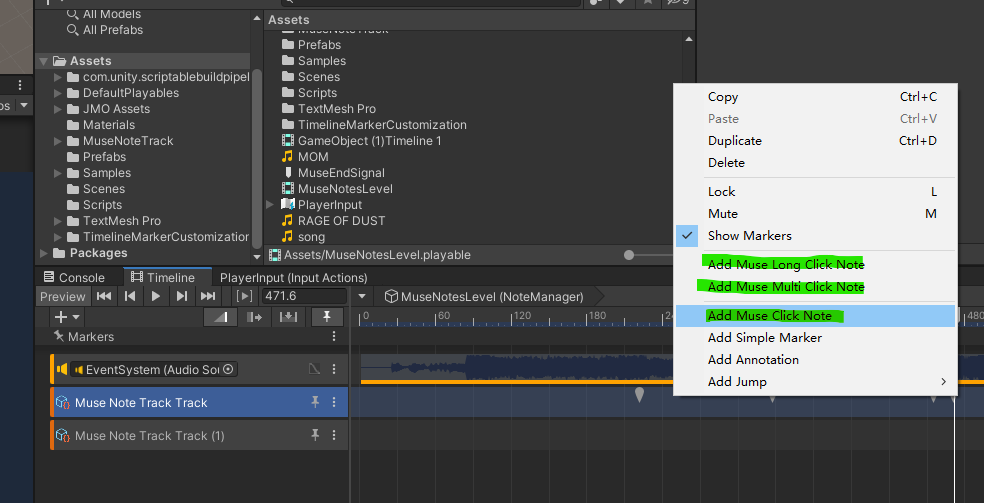 All Models
All Prefabs
Assets
com.unity.scriptablebuildpipel
DefaultPlayables
JMO Assets
Materials
MuseNoteTrack
Prefabs
Samples
Scenes
Scripts
TextMesh Pro
TimelineMarkerCustomization
Packages
Assets
MuseNoteTrack
Prefabs
Samples
Scenes
Scripts
TextMesh Pro
TimelineMarkerCustomization
GameObject (1)Timeline 1
MOM
MuseEndSignal
MuseNotesLevel
PlayerInput
RAGE OF DUST
song
Assets/MuseNotesLevel.playable
9
Copy Ctrl+C
Paste Ctrl+V
Duplicate Ctrl+D
Delete
Lock L
Mute M
Show Markers
Add Muse Long Click Note
Add Muse Multi Click Note
Add Muse Click Note
Add Simple Marker
Add Annotation
Add Jump
Console Timeline PlayerInput (Input Actions)
Preview 471.6 MuseNotesLevel (NoteManager)
0 60 120 180 24 480
Markers
EventSystem (Audio Sou
Muse Note Track Track
Muse Note Track Track (1)